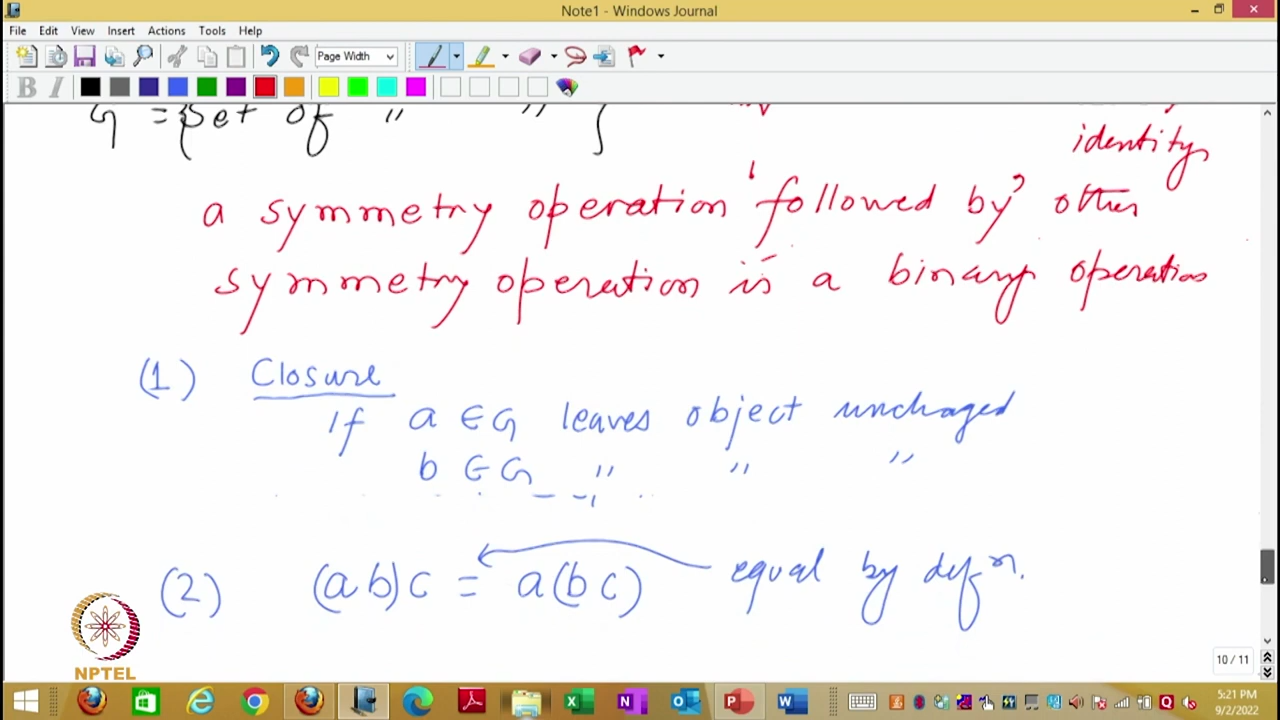 Note1 - Windows Journal
File Edit View Insert Actions Tools Help
Page Width
B I
G = {Set of " " }
identity
a symmetry operation 'followed by' other
symmetry operation is a binary operation
(1) Closure
If a ∈ G leaves object unchaged
b ∈ G " " "
(2) (ab)c = a(bc) equal by defn.
NPTEL
10 / 11
5:21 PM
9/2/2022